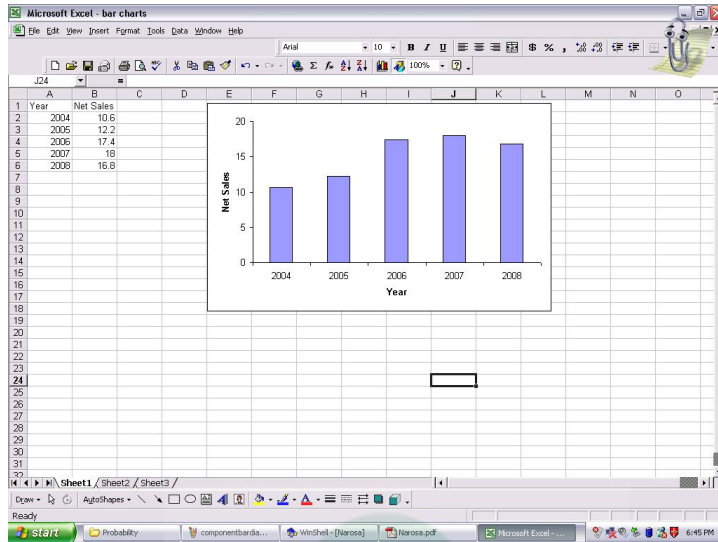 Microsoft Excel - bar charts
File Edit View Insert Format Tools Data Window Help
Arial 10 B I U $ % ,
Σ fx 100% ?
J24 =
A B C D E F G H I J K L M N O
1 Year Net Sales
2 2004 10.6
3 2005 12.2
4 2006 17.4
5 2007 18
6 2008 16.8
7
8
9
10
11
12
13
14
15
16
17
18
19
20
21
22
23
24
25
26
27
28
29
30
31
32
20
15
10
5
0
Net Sales
2004 2005 2006 2007 2008
Year
Sheet1 / Sheet2 / Sheet3 /
Draw AutoShapes
Ready
start Probability componentbardia... WinShell - [Narosa] Narosa.pdf Microsoft Excel - ... 6:45 PM